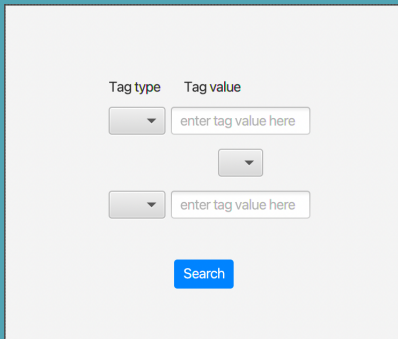 Tag type Tag value
enter tag value here
enter tag value here
Search